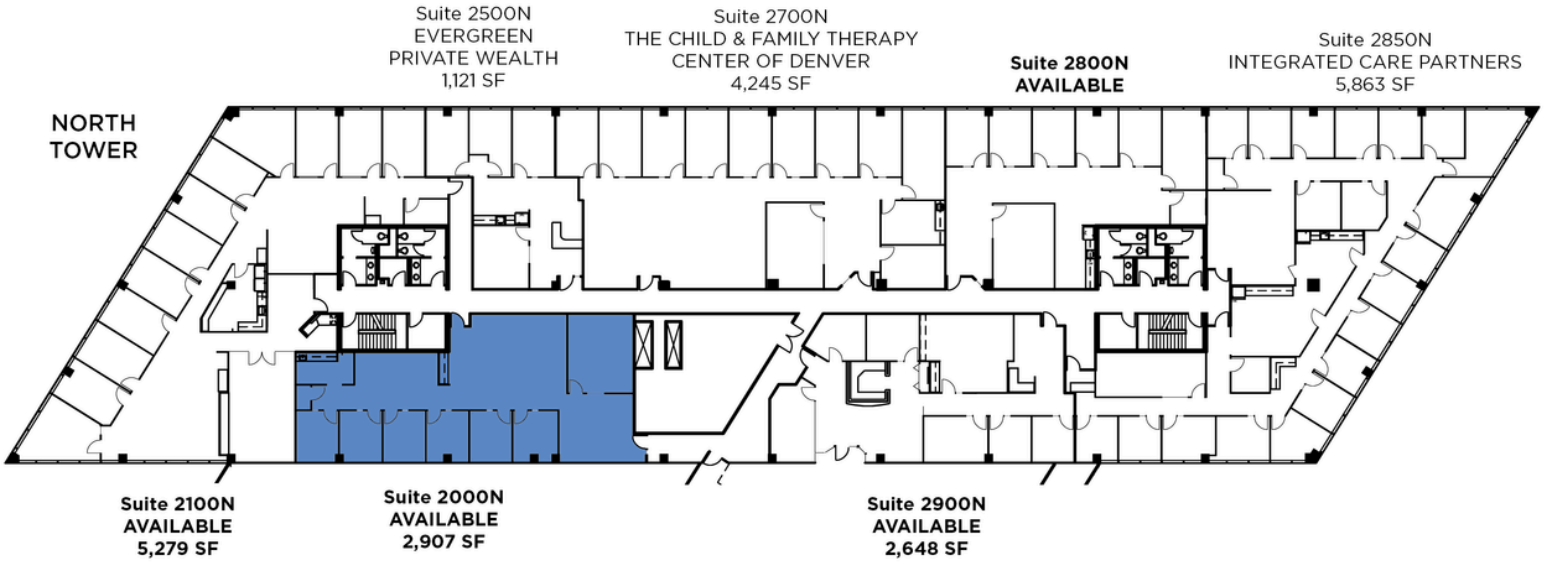 Suite 2500N
EVERGREEN
PRIVATE WEALTH
1,121 SF
Suite 2700N
THE CHILD & FAMILY THERAPY
CENTER OF DENVER
4,245 SF
Suite 2800N
AVAILABLE
Suite 2850N
INTEGRATED CARE PARTNERS
5,863 SF
NORTH
TOWER
Suite 2100N
AVAILABLE
5,279 SF
Suite 2000N
AVAILABLE
2,907 SF
Suite 2900N
AVAILABLE
2,648 SF